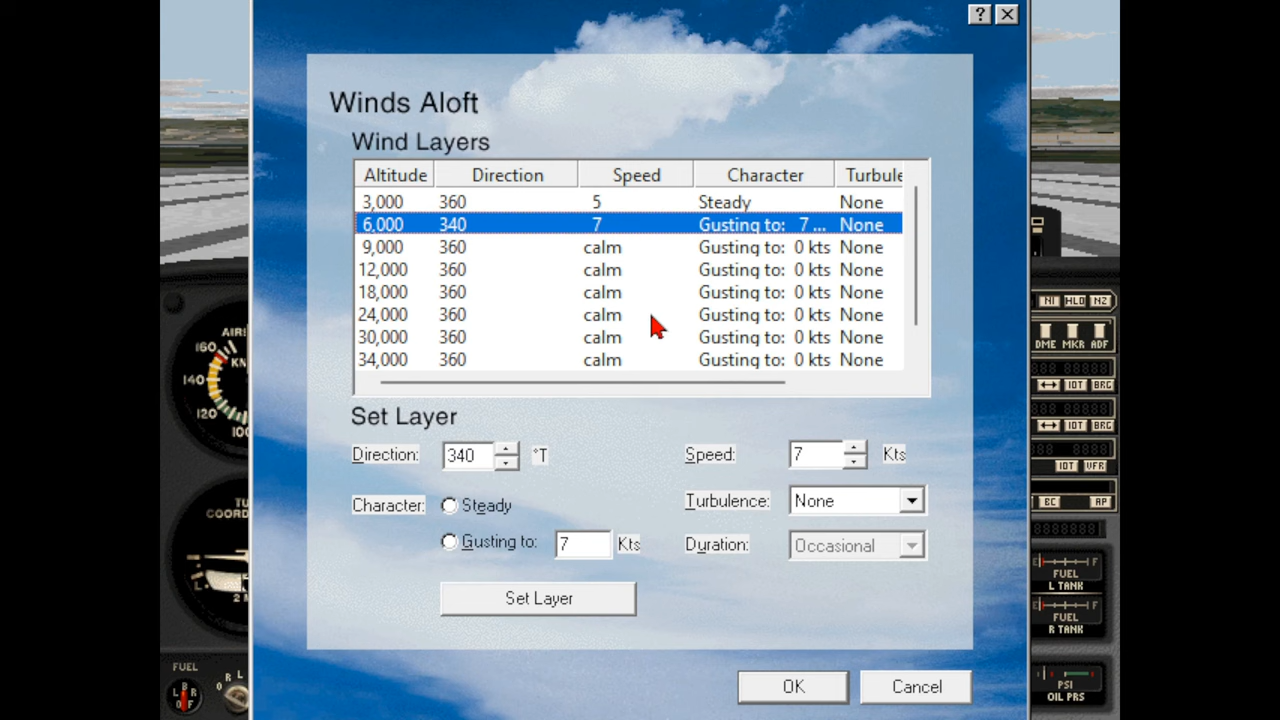 ?
Winds Aloft
Wind Layers
Altitude Direction Speed Character Turbule
3,000 360 5 Steady None
6,000 340 7 Gusting to: 7 ... None
9,000 360 calm Gusting to: 0 kts None
12,000 360 calm Gusting to: 0 kts None
18,000 360 calm Gusting to: 0 kts None
24,000 360 calm Gusting to: 0 kts None
30,000 360 calm Gusting to: 0 kts None
34,000 360 calm Gusting to: 0 kts None
Set Layer
Direction: 340 °T Speed: 7 Kts
Character: Steady Turbulence: None
Gusting to: 7 Kts Duration: Occasional
Set Layer
OK Cancel
AIRS
160 KN
140
120
100
TU
COORD
L
2 M
FUEL
L B R
O F
O R L
HLD
DME MKR ADF
IDT BRG
IDT BRG
IDT VFR
BC AP
E F
FUEL
L TANK
E F
FUEL
R TANK
PSI
OIL PRS